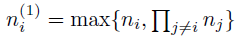 n_i^{(1)} = max{n_i, ∏_{j≠i} n_j}